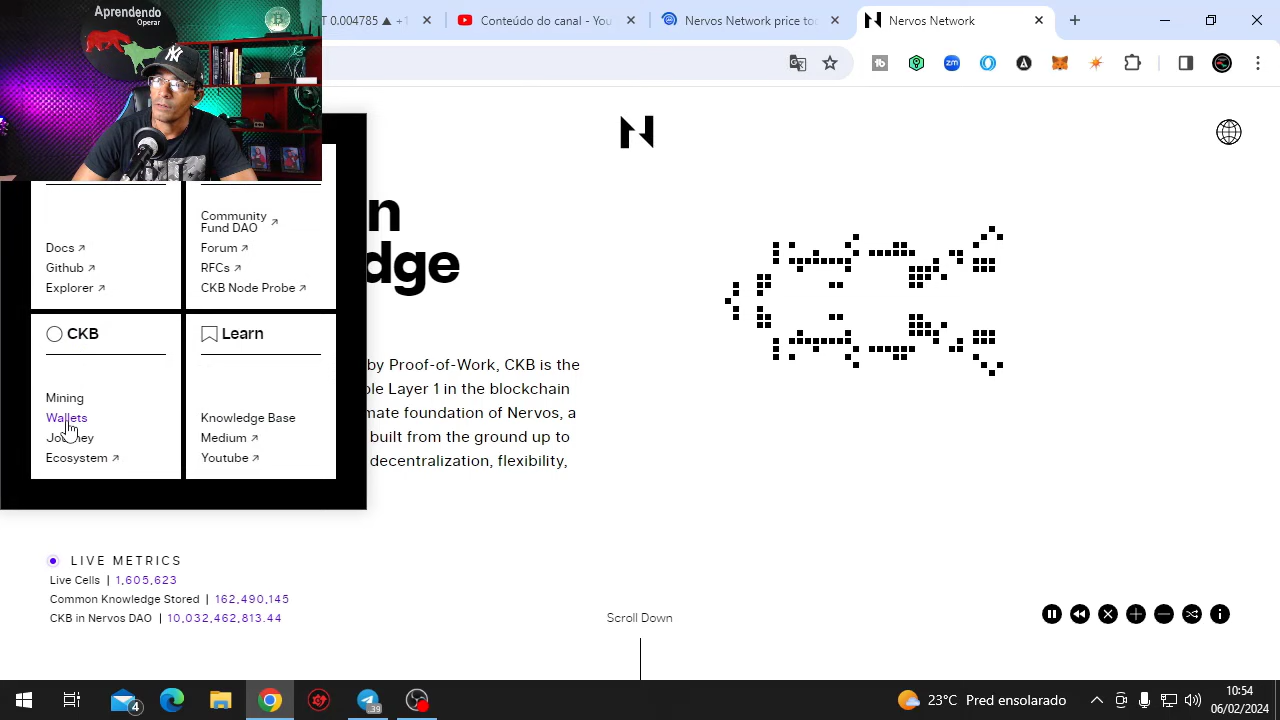 Aprendendo
Operar
T 0.004785 ▲ +1
Conteúdo do canal - You
Nervos Network price to
Nervos Network
n
dge
Docs ↗
Github ↗
Explorer ↗
Community
Fund DAO ↗
Forum ↗
RFCs ↗
CKB Node Probe ↗
CKB
Mining
Wallets
Journey
Ecosystem ↗
Learn
Knowledge Base
Medium ↗
Youtube ↗
by Proof-of-Work, CKB is the
ble Layer 1 in the blockchain
mate foundation of Nervos, a
built from the ground up to
decentralization, flexibility,
LIVE METRICS
Live Cells | 1,605,623
Common Knowledge Stored | 162,490,145
CKB in Nervos DAO | 10,032,462,813.44
Scroll Down
4
39
23°C Pred ensolarado
10:54
06/02/2024